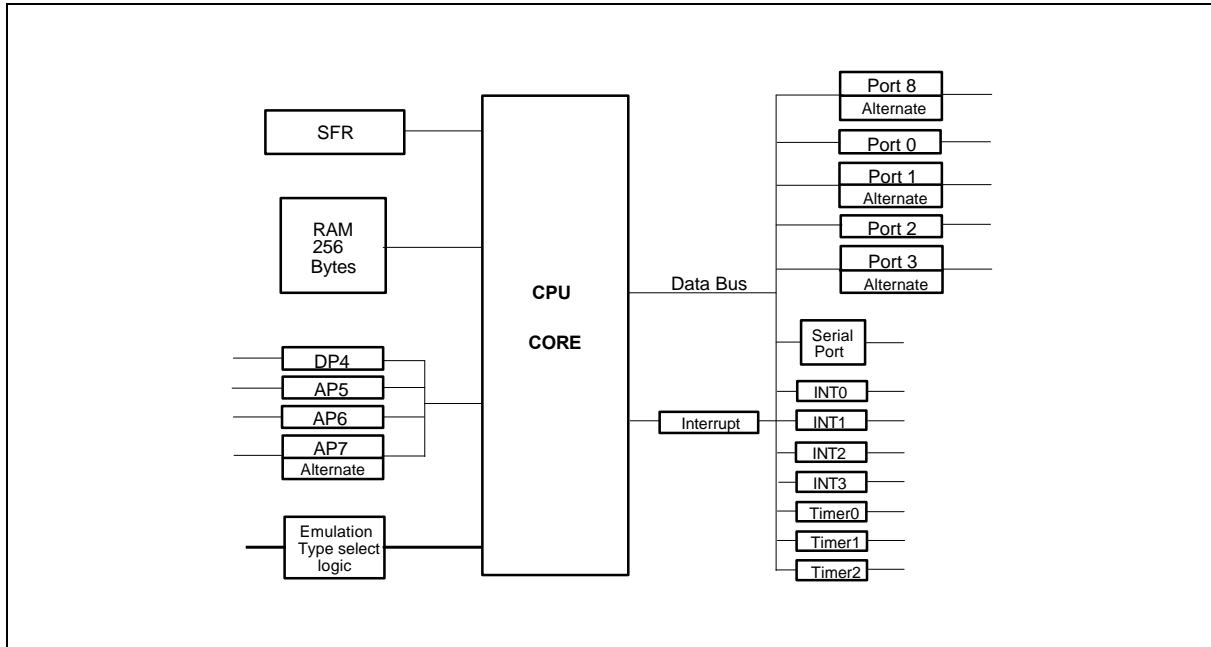 SFR
RAM
256
Bytes
DP4
AP5
AP6
AP7
Alternate
Emulation
Type select
logic
CPU
CORE
Data Bus
Interrupt
Port 8
Alternate
Port 0
Port 1
Alternate
Port 2
Port 3
Alternate
Serial
Port
INT0
INT1
INT2
INT3
Timer0
Timer1
Timer2